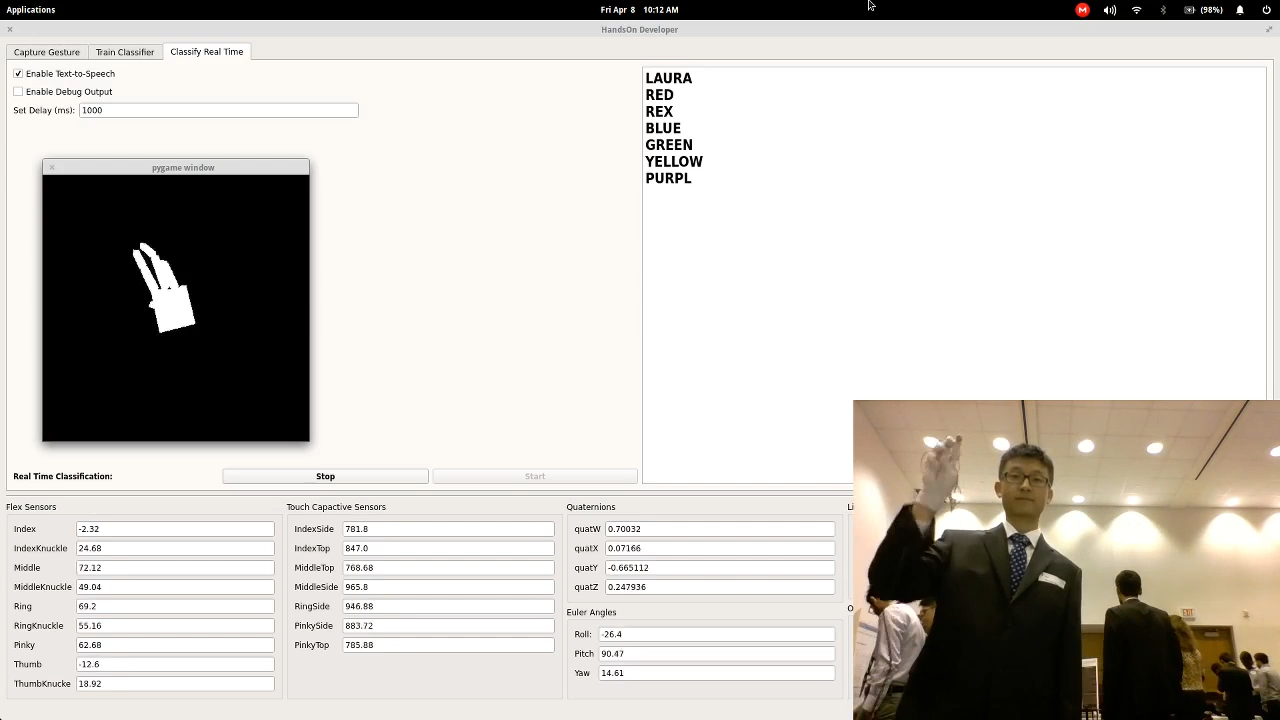 Applications
Fri Apr 8 10:12 AM
M
(98%)
HandsOn Developer
Capture Gesture
Train Classifier
Classify Real Time
Enable Text-to-Speech
Enable Debug Output
Set Delay (ms): 1000
pygame window
LAURA
RED
REX
BLUE
GREEN
YELLOW
PURPL
Real Time Classification:
Stop
Start
Flex Sensors
Index -2.32
IndexKnuckle 24.68
Middle 72.12
MiddleKnuckle 49.04
Ring 69.2
RingKnuckle 55.16
Pinky 62.68
Thumb -12.6
ThumbKnucke 18.92
Touch Capactive Sensors
IndexSide 781.8
IndexTop 847.0
MiddleTop 768.68
MiddleSide 965.8
RingSide 946.88
PinkySide 883.72
PinkyTop 785.88
Quaternions
quatW 0.70032
quatX 0.07166
quatY -0.665112
quatZ 0.247936
Euler Angles
Roll: -26.4
Pitch 90.47
Yaw 14.61
EXIT